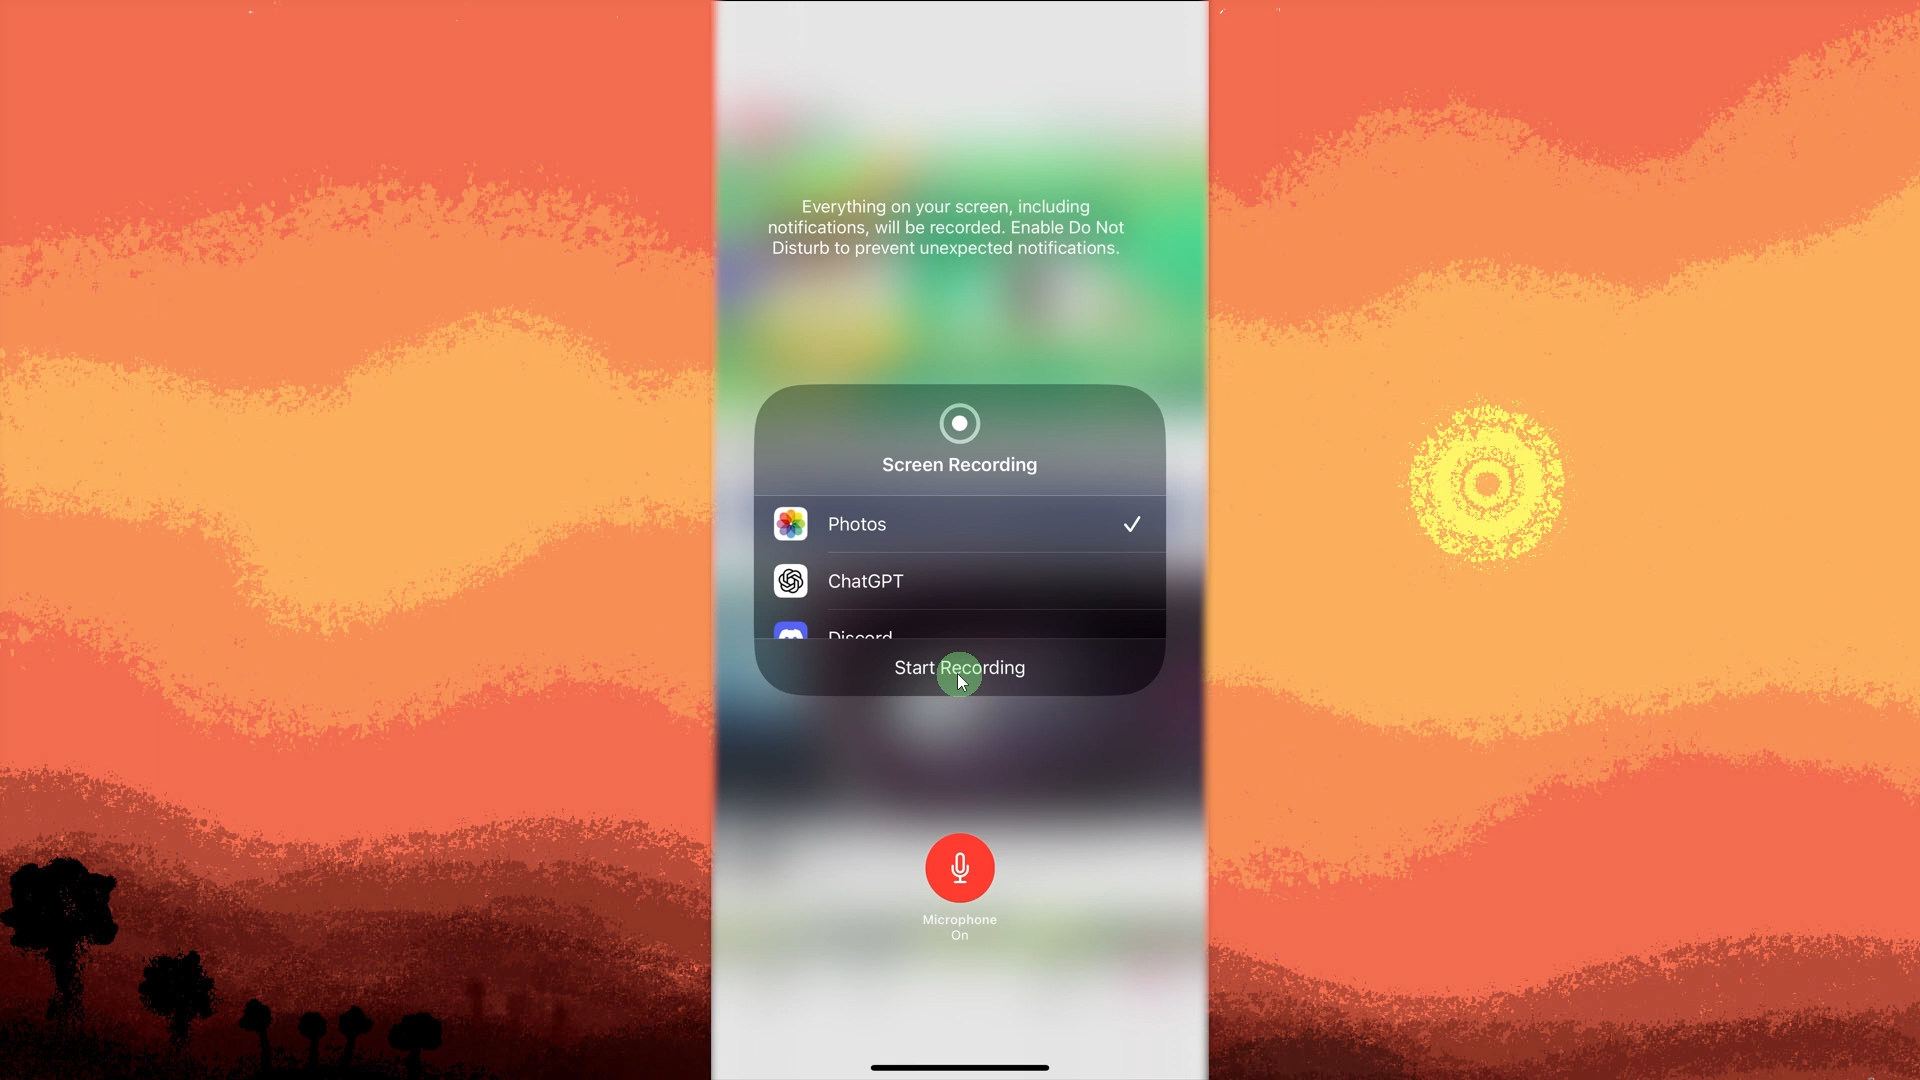 Everything on your screen, including
notifications, will be recorded. Enable Do Not
Disturb to prevent unexpected notifications.
Screen Recording
Photos
ChatGPT
Discord
Start Recording
Microphone
On